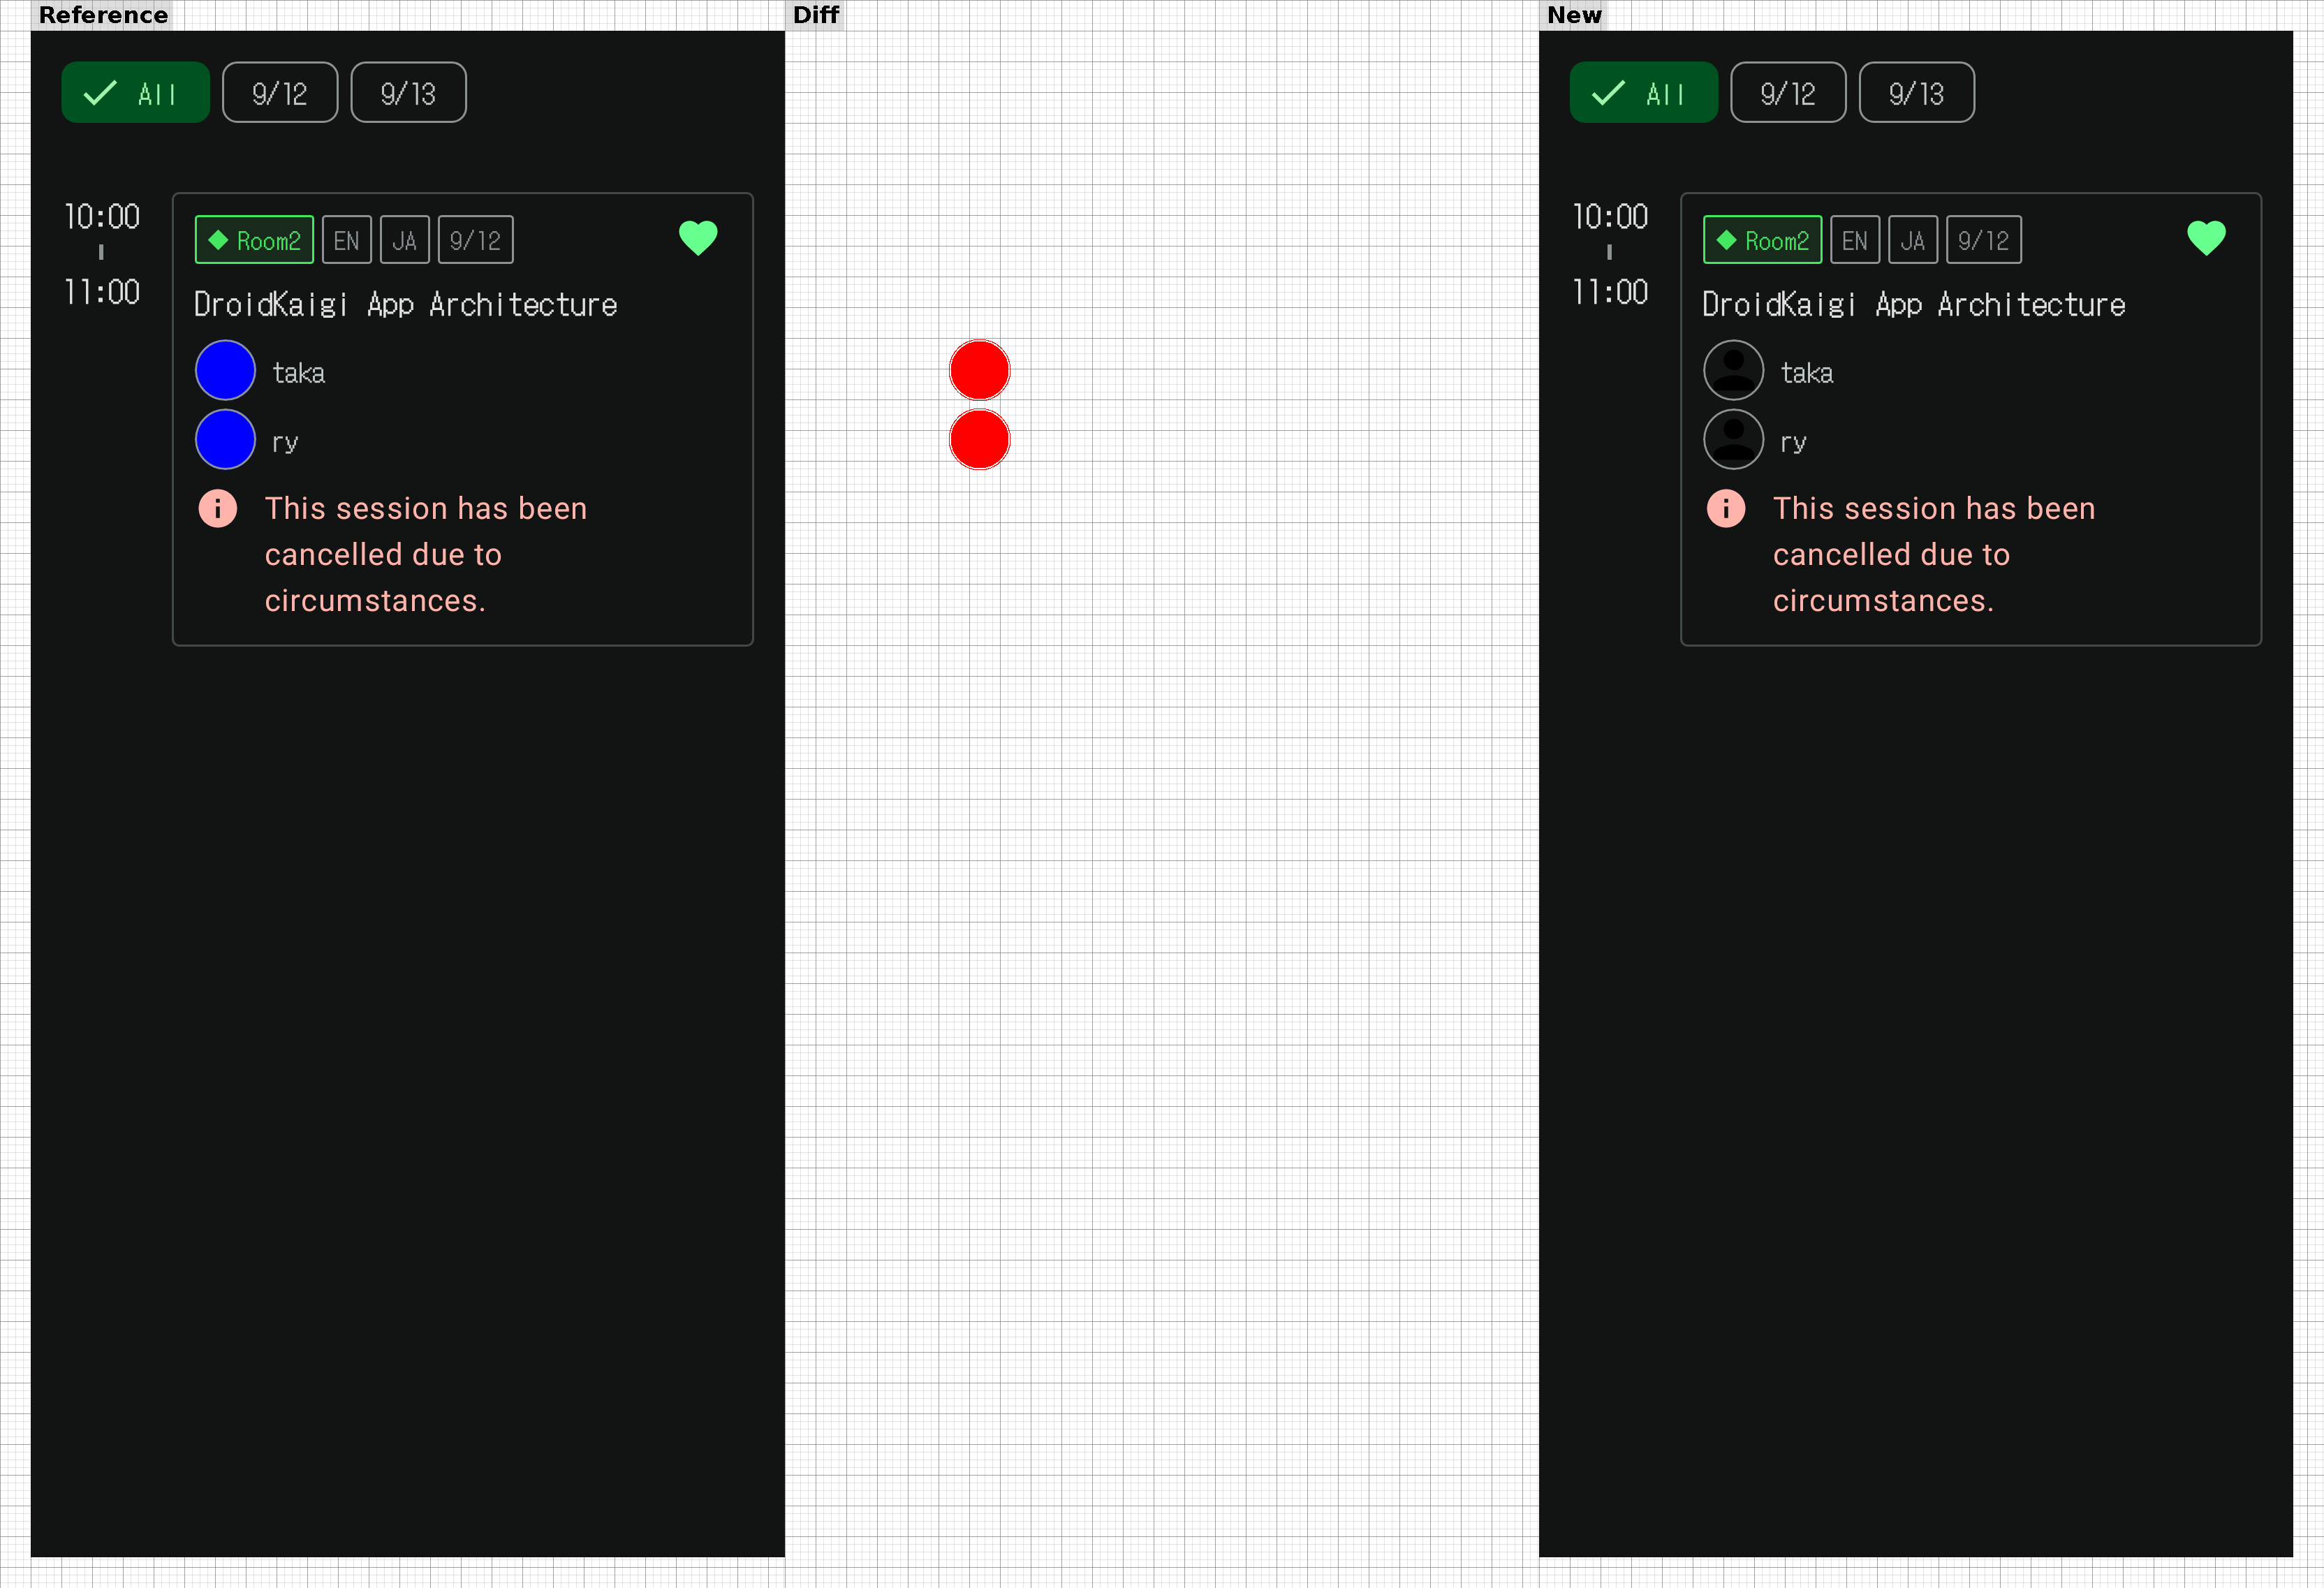 Reference
All 9/12 9/13
10:00
11:00
Room2 EN JA 9/12
DroidKaigi App Architecture
taka
ry
This session has been
cancelled due to
circumstances.
Diff
New
All 9/12 9/13
10:00
11:00
Room2 EN JA 9/12
DroidKaigi App Architecture
taka
ry
This session has been
cancelled due to
circumstances.